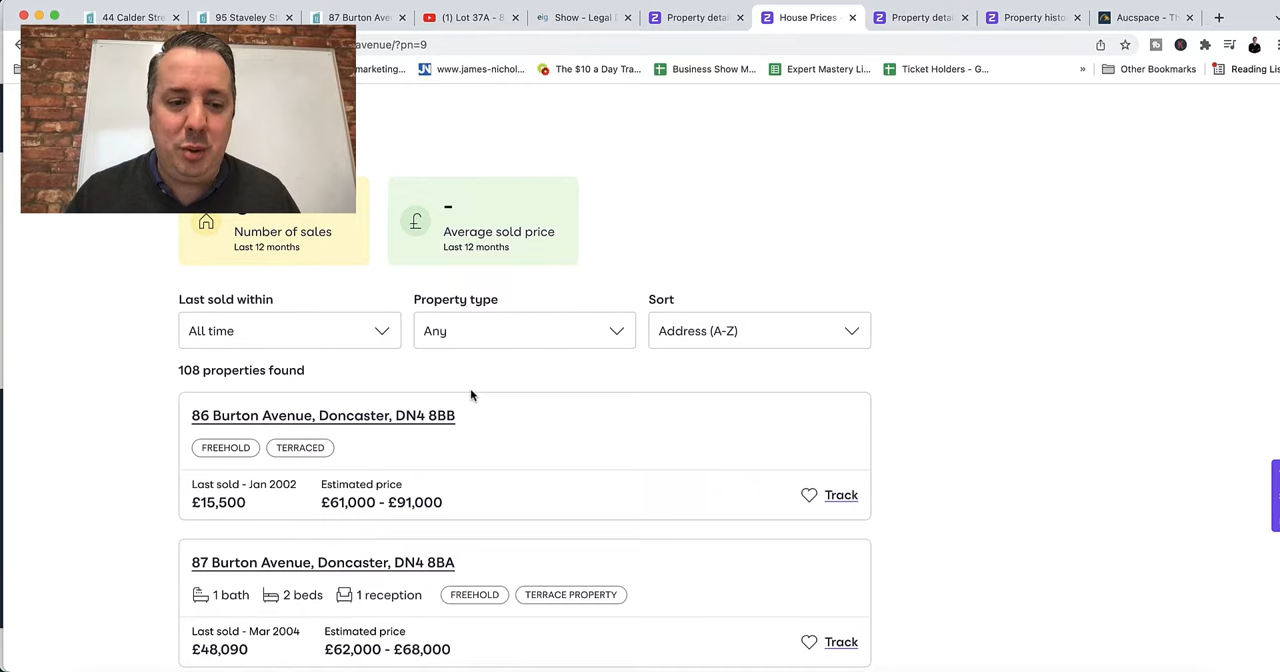 44 Calder Stre
95 Staveley St
87 Burton Ave
(1) Lot 37A - 8
eig Show - Legal
Property detai
House Prices
Property detai
Property histo
Aucspace - Th
avenue/?pn=9
marketing...
www.james-nichol...
The $10 a Day Tra...
Business Show M...
Expert Mastery Li...
Ticket Holders - G...
»
Other Bookmarks
Reading Lis
Number of sales
Last 12 months
£
-
Average sold price
Last 12 months
Last sold within
Property type
Sort
All time
Any
Address (A-Z)
108 properties found
86 Burton Avenue, Doncaster, DN4 8BB
FREEHOLD
TERRACED
Last sold - Jan 2002
Estimated price
£15,500
£61,000 - £91,000
Track
87 Burton Avenue, Doncaster, DN4 8BA
1 bath
2 beds
1 reception
FREEHOLD
TERRACE PROPERTY
Last sold - Mar 2004
Estimated price
£48,090
£62,000 - £68,000
Track